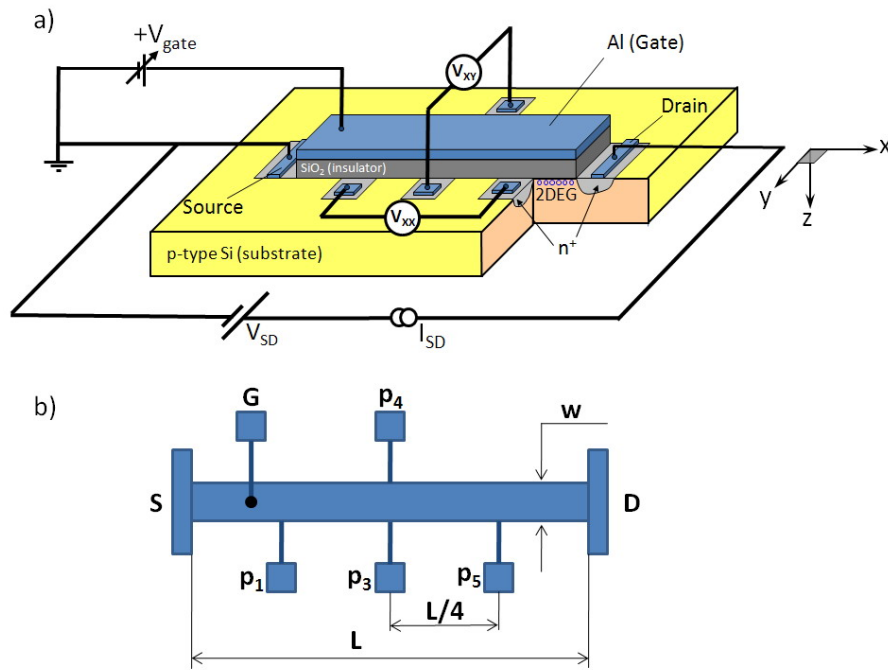 a)
+V_gate
V_XY
Al (Gate)
Drain
SiO₂ (insulator)
Source
2DEG
V_XX
n⁺
p-type Si (substrate)
x
y
z
V_SD
I_SD
b)
G
p₄
w
S
D
p₁
p₃
p₅
L/4
L